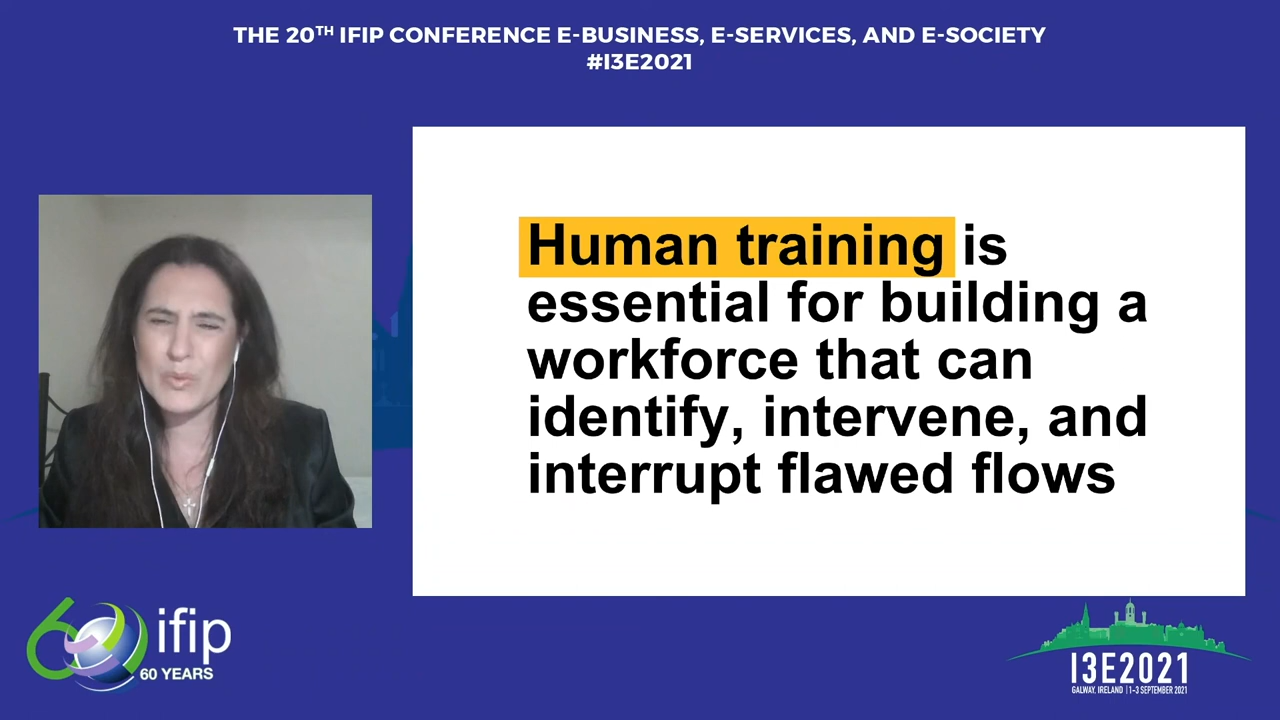 THE 20TH IFIP CONFERENCE E-BUSINESS, E-SERVICES, AND E-SOCIETY
#I3E2021
Human training is
essential for building a
workforce that can
identify, intervene, and
interrupt flawed flows
60 ifip
60 YEARS
I3E2021
GALWAY, IRELAND | 1-3 SEPTEMBER 2021